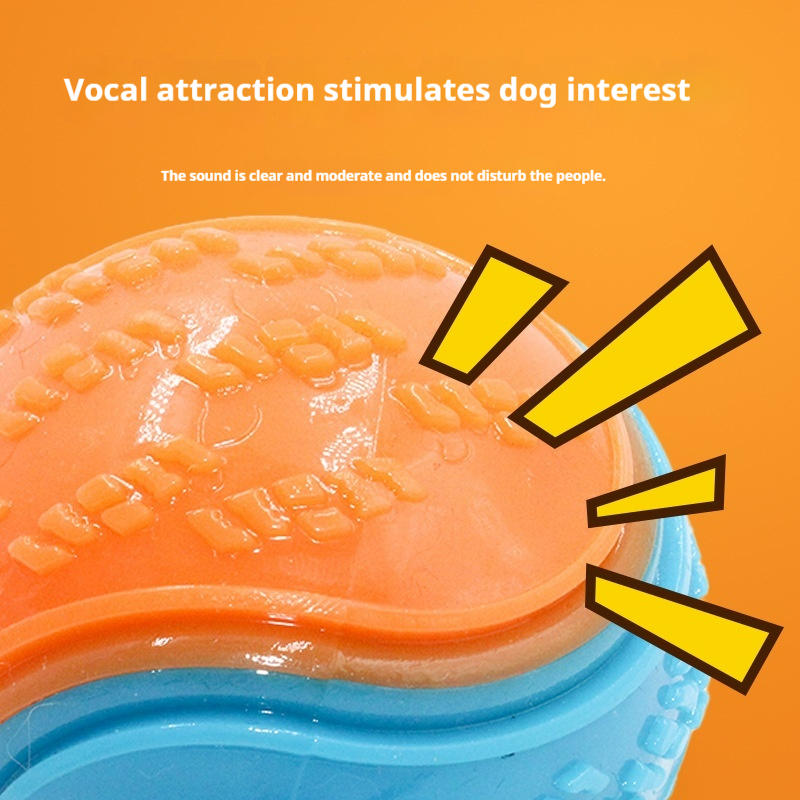 Vocal attraction stimulates dog interest
The sound is clear and moderate and does not disturb the people.